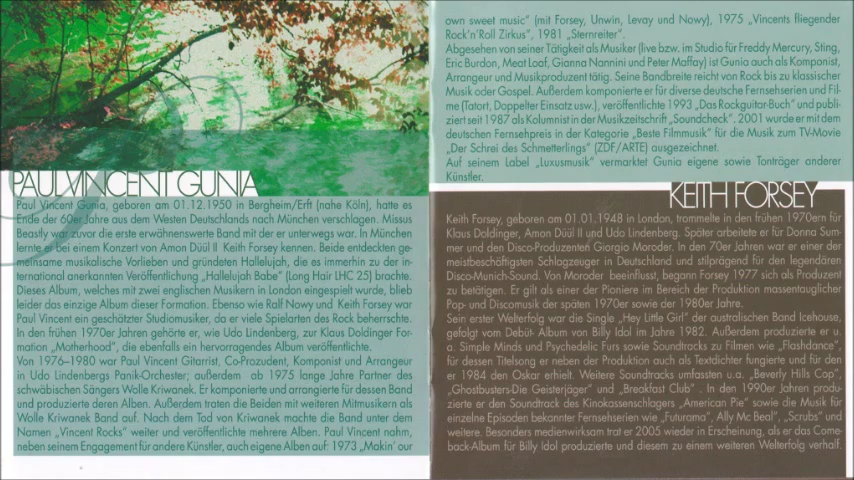 PAUL VINCENT GUNIA
Paul Vincent Gunia, geboren am 01.12.1950 in Bergheim/Erft (nahe Köln), hatte es
Ende der 60er Jahre aus dem Westen Deutschlands nach München verschlagen. Missus
Beastly war zuvor die erste erwähnenswerte Band mit der er unterwegs war. In München
lernte er bei einem Konzert von Amon Düül II Keith Forsey kennen. Beide entdeckten ge-
meinsame musikalische Vorlieben und gründeten Hallelujah, die es immerhin zu der in-
ternational anerkannten Veröffentlichung „Hallelujah Babe" (Long Hair LHC 25) brachte.
Dieses Album, welches mit zwei englischen Musikern in London eingespielt wurde, blieb
leider das einzige Album dieser Formation. Ebenso wie Ralf Nowy und Keith Forsey war
Paul Vincent ein geschätzter Studiomusiker, da er viele Spielarten des Rock beherrschte.
In den frühen 1970er Jahren gehörte er, wie Udo Lindenberg, zur Klaus Doldinger For-
mation „Motherhood", die ebenfalls ein hervorragendes Album veröffentlichte.
Von 1976–1980 war Paul Vincent Gitarrist, Co-Prozudent, Komponist und Arrangeur
in Udo Lindenbergs Panik-Orchester; außerdem ab 1975 lange Jahre Partner des
schwäbischen Sängers Wolle Kriwanek. Er komponierte und arrangierte für dessen Band
und produzierte deren Alben. Außerdem traten die Beiden mit weiteren Mitmusikern als
Wolle Kriwanek Band auf. Nach dem Tod von Kriwanek machte die Band unter dem
Namen „Vincent Rocks" weiter und veröffentlichte mehrere Alben. Paul Vincent nahm,
neben seinem Engagement für andere Künstler, auch eigene Alben auf: 1973 „Makin' our
own sweet music" (mit Forsey, Unwin, Levay und Nowy), 1975 „Vincents fliegender
Rock'n'Roll Zirkus", 1981 „Sternreiter".
Abgesehen von seiner Tätigkeit als Musiker (live bzw. im Studio für Freddy Mercury, Sting,
Eric Burdon, Meat Loaf, Gianna Nannini und Peter Maffay) ist Gunia auch als Komponist,
Arrangeur und Musikproduzent tätig. Seine Bandbreite reicht von Rock bis zu klassischer
Musik oder Gospel. Außerdem komponierte er für diverse deutsche Fernsehserien und Fil-
me (Tatort, Doppelter Einsatz usw.), veröffentlichte 1993 „Das Rockguitar-Buch" und publi-
ziert seit 1987 als Kolumnist in der Musikzeitschrift „Soundcheck". 2001 wurde er mit dem
deutschen Fernsehpreis in der Kategorie „Beste Filmmusik" für die Musik zum TV-Movie
„Der Schrei des Schmetterlings" (ZDF/ARTE) ausgezeichnet.
Auf seinem Label „Luxusmusik" vermarktet Gunia eigene sowie Tonträger anderer
Künstler.
KEITH FORSEY
Keith Forsey, geboren am 01.01.1948 in London, trommelte in den frühen 1970ern für
Klaus Doldinger, Amon Düül II und Udo Lindenberg. Später arbeitete er für Donna Sum-
mer und den Disco-Produzenten Giorgio Moroder. In den 70er Jahren war er einer der
meistbeschäftigsten Schlagzeuger in Deutschland und stilprägend für den legendären
Disco-Munich-Sound. Von Moroder beeinflusst, begann Forsey 1977 sich als Produzent
zu betätigen. Er gilt als einer der Pioniere im Bereich der Produktion massentauglicher
Pop- und Discomusik der späten 1970er sowie der 1980er Jahre.
Sein erster Welterfolg war die Single „Hey Little Girl" der australischen Band Icehouse,
gefolgt vom Debüt- Album von Billy Idol im Jahre 1982. Außerdem produzierte er u.
a. Simple Minds und Psychedelic Furs sowie Soundtracks zu Filmen wie „Flashdance",
für dessen Titelsong er neben der Produktion auch als Textdichter fungierte und für den
er 1984 den Oskar erhielt. Weitere Soundtracks umfassten u.a. „Beverly Hills Cop",
„Ghostbusters-Die Geisterjäger" und „Breakfast Club" . In den 1990er Jahren produ-
zierte er den Soundtrack des Kinokassenschlagers „American Pie" sowie die Musik für
einzelne Episoden bekannter Fernsehserien wie „Futurama", Ally Mc Beal", „Scrubs" und
weitere. Besonders medienwirksam trat er 2005 wieder in Erscheinung, als er das Come-
back-Album für Billy Idol produzierte und diesem zu einem weiteren Welterfolg verhalf.